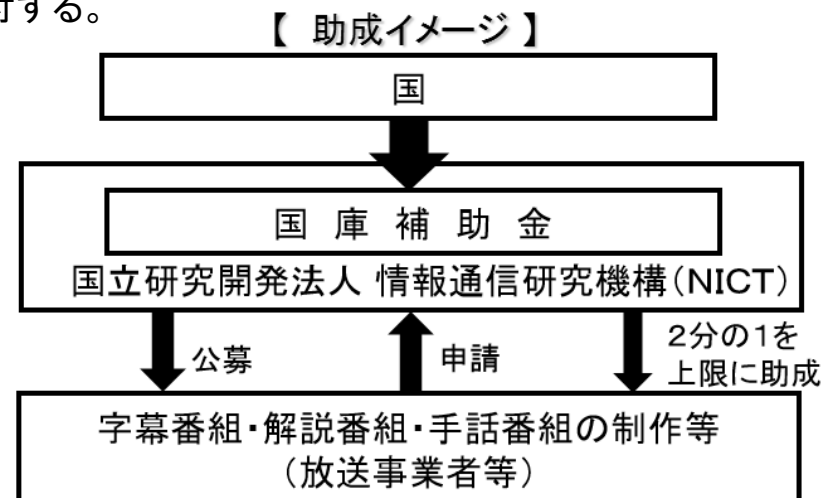 対する。
【 助成イメージ 】
国
国 庫 補 助 金
国立研究開発法人 情報通信研究機構(NICT)
公募
申請
2分の1を
上限に助成
字幕番組・解説番組・手話番組の制作等
(放送事業者等)